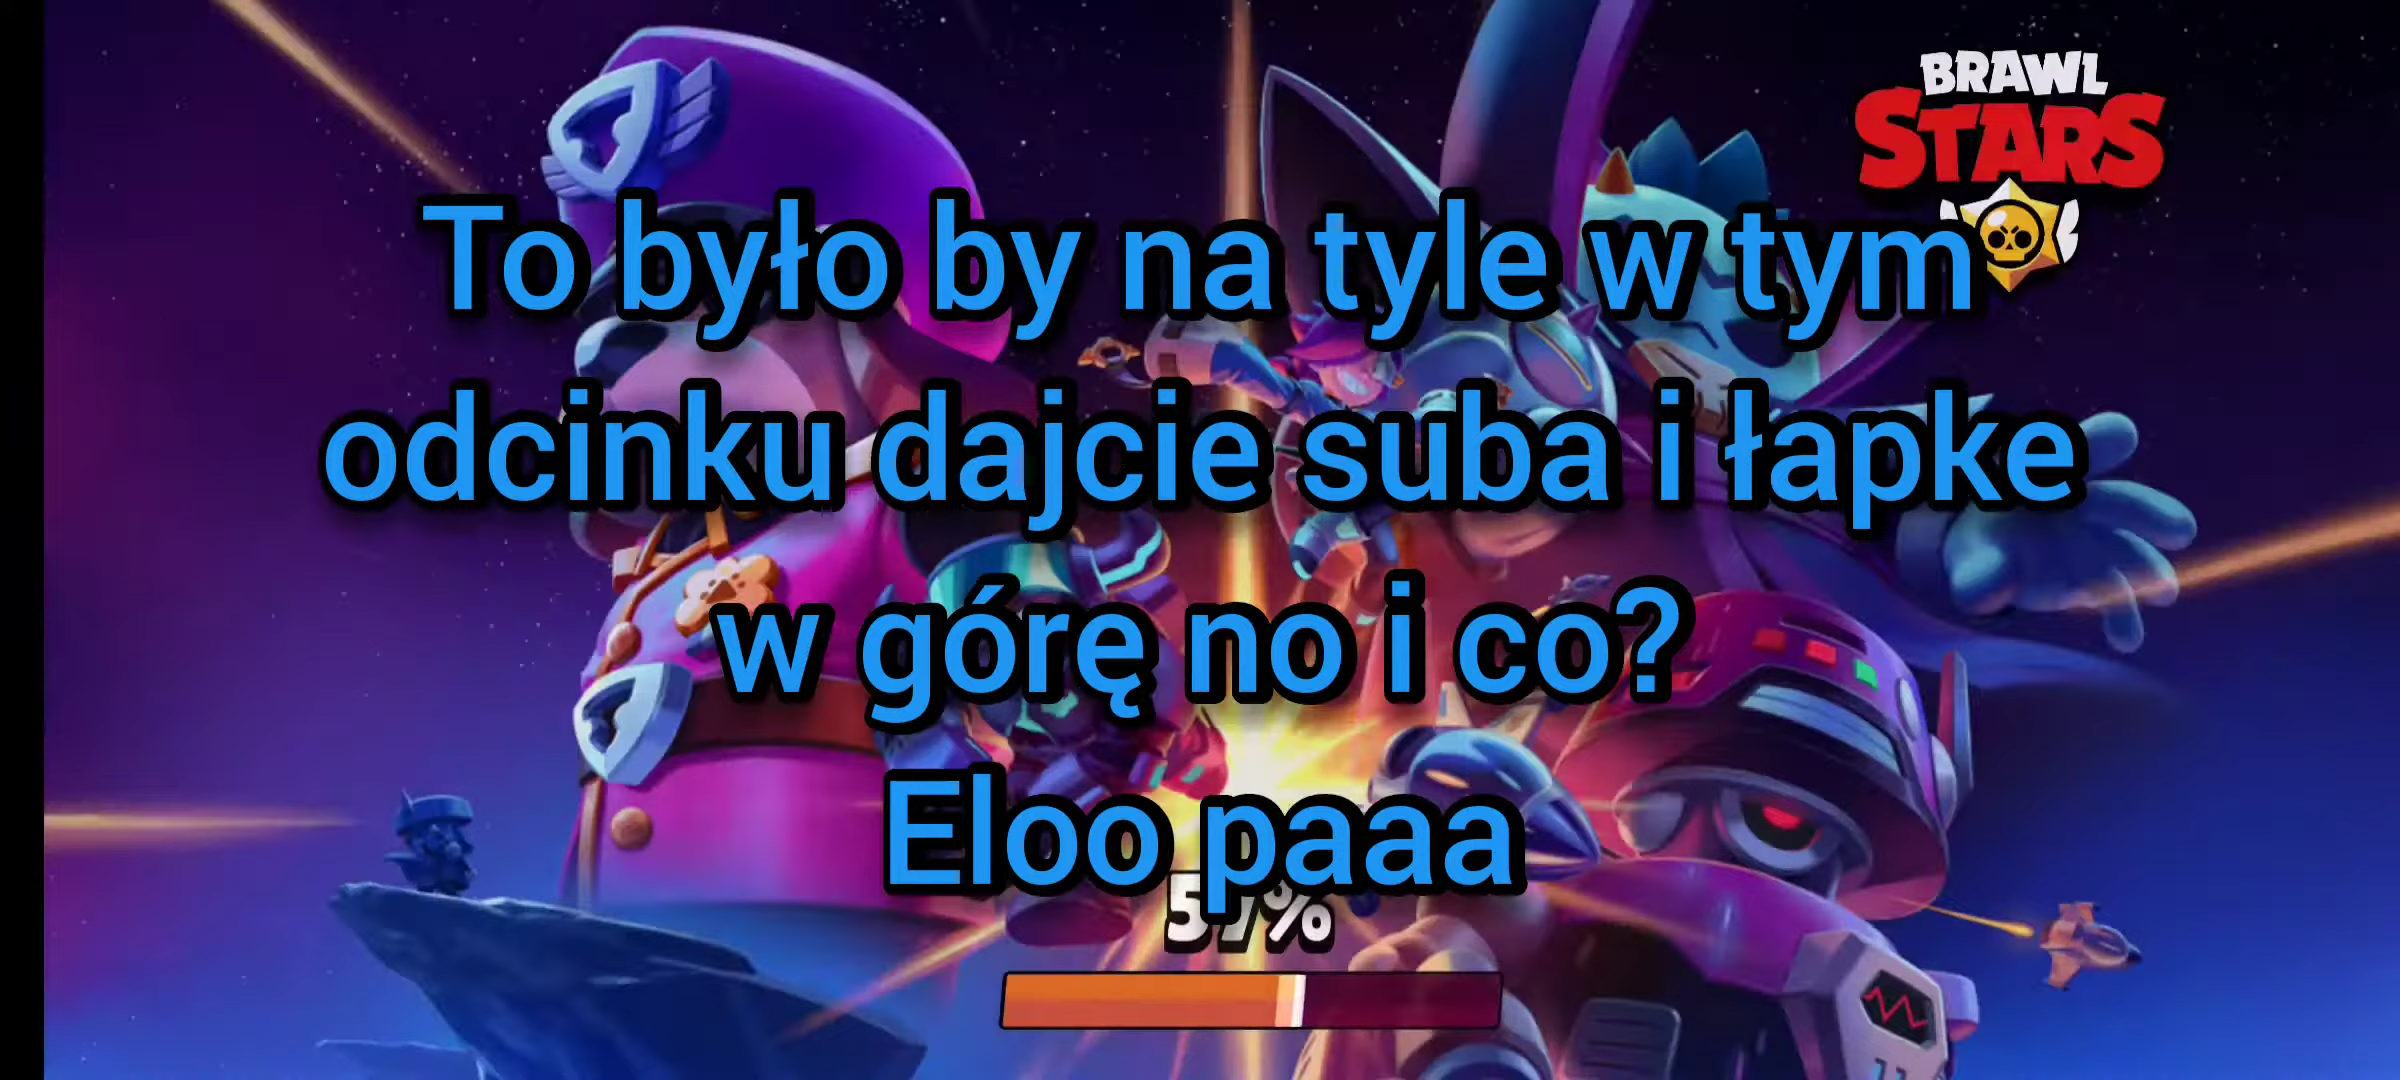 BRAWL
STARS
To było by na tyle w tym
odcinku dajcie suba i łapke
w górę no i co?
Eloo paaa